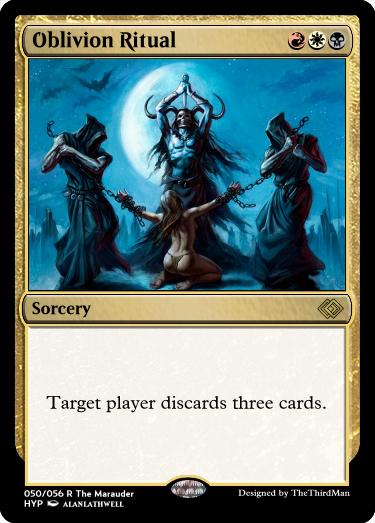 Oblivion Ritual
Sorcery
Target player discards three cards.
050/056 R The Marauder
HYP ALANLATHWELL
Designed by TheThirdMan